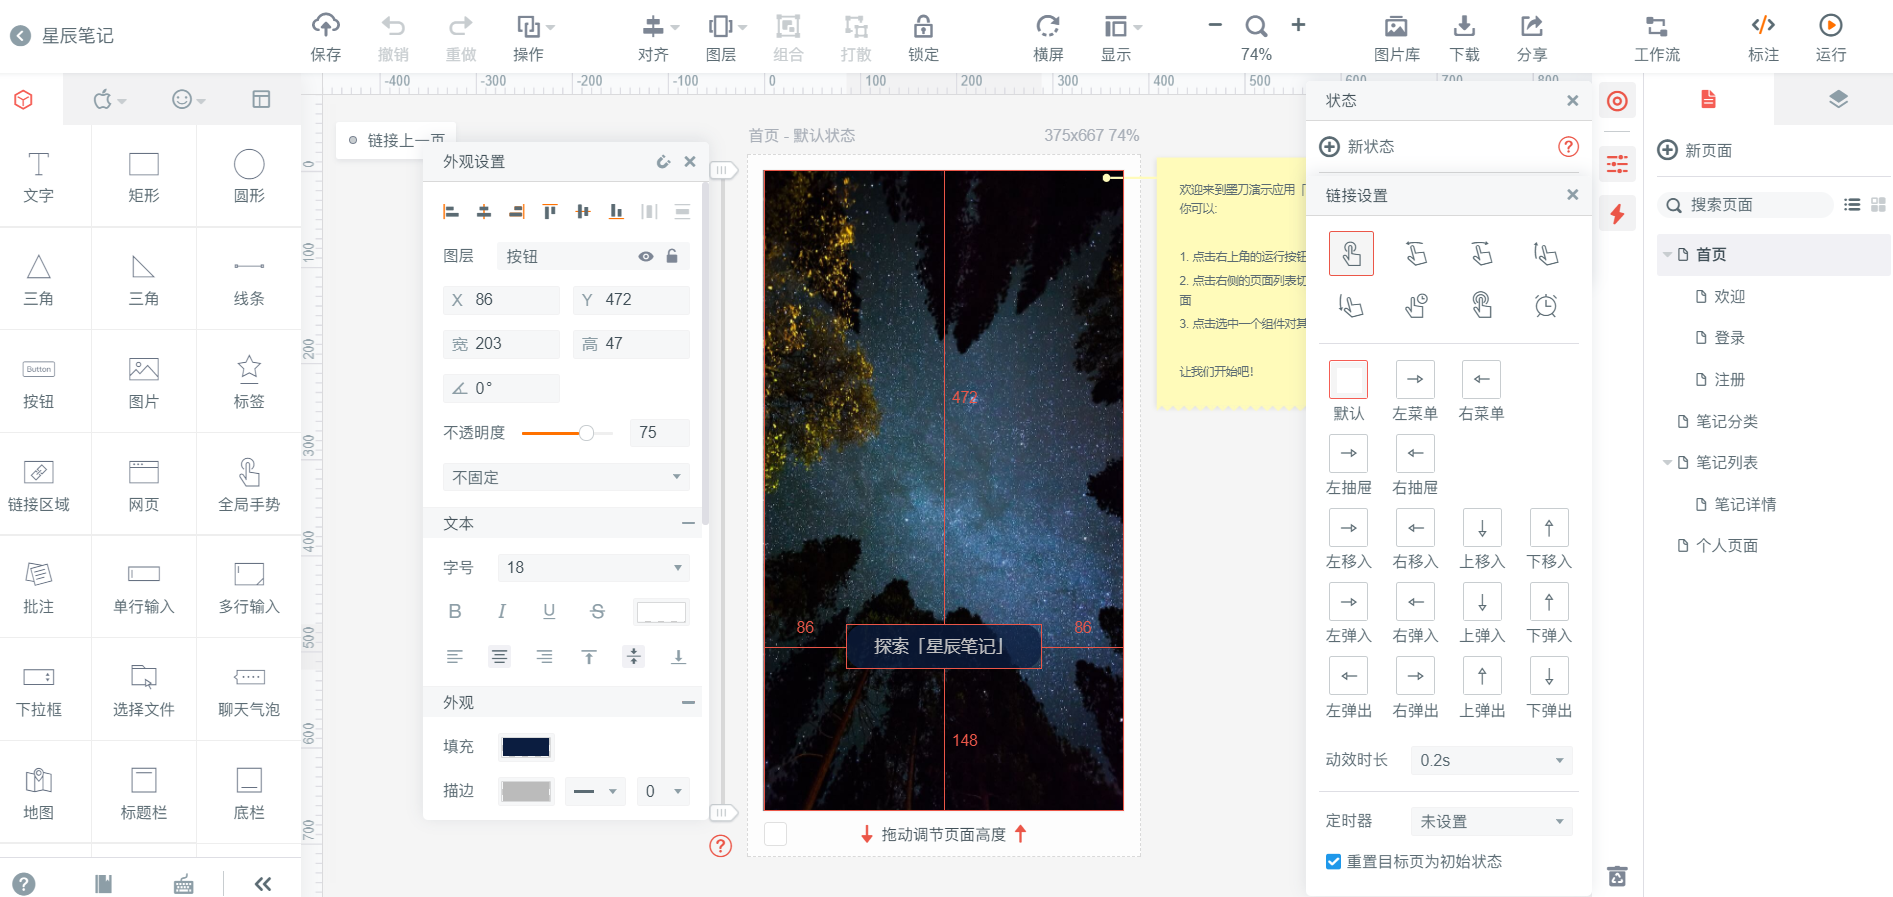 星辰笔记
保存
撤销
重做
操作
对齐
图层
组合
打散
锁定
横屏
显示
74%
图片库
下载
分享
工作流
标注
运行
-400
-300
-200
-100
0
100
200
300
400
500
600
700
800
文字
矩形
圆形
三角
三角
线条
Button
按钮
图片
标签
链接区域
网页
全局手势
批注
单行输入
多行输入
下拉框
选择文件
聊天气泡
地图
标题栏
底栏
0
100
200
300
400
500
600
700
链接上一页
外观设置
图层 按钮
X 86
Y 472
宽 203
高 47
0°
不透明度 75
不固定
文本
字号 18
B I U S
外观
填充
描边 0
首页 - 默认状态
375x667 74%
472
86
86
探索「星辰笔记」
148
拖动调节页面高度
欢迎来到墨刀演示应用「
你可以:
1. 点击右上角的运行按钮
2. 点击右侧的页面列表切
面
3. 点击选中一个组件对其
让我们开始吧!
状态
新状态
链接设置
默认
左菜单
右菜单
左抽屉
右抽屉
左移入
右移入
上移入
下移入
左弹入
右弹入
上弹入
下弹入
左弹出
右弹出
上弹出
下弹出
动效时长 0.2s
定时器 未设置
重置目标页为初始状态
新页面
搜索页面
首页
欢迎
登录
注册
笔记分类
笔记列表
笔记详情
个人页面